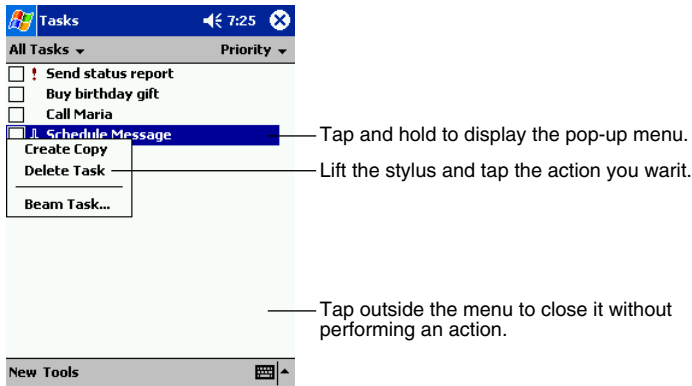 Tasks 7:25
All Tasks Priority
! Send status report
Buy birthday gift
Call Maria
Schedule Message
Tap and hold to display the pop-up menu.
Create Copy
Delete Task
Lift the stylus and tap the action you warit.
Beam Task...
Tap outside the menu to close it without
performing an action.
New Tools